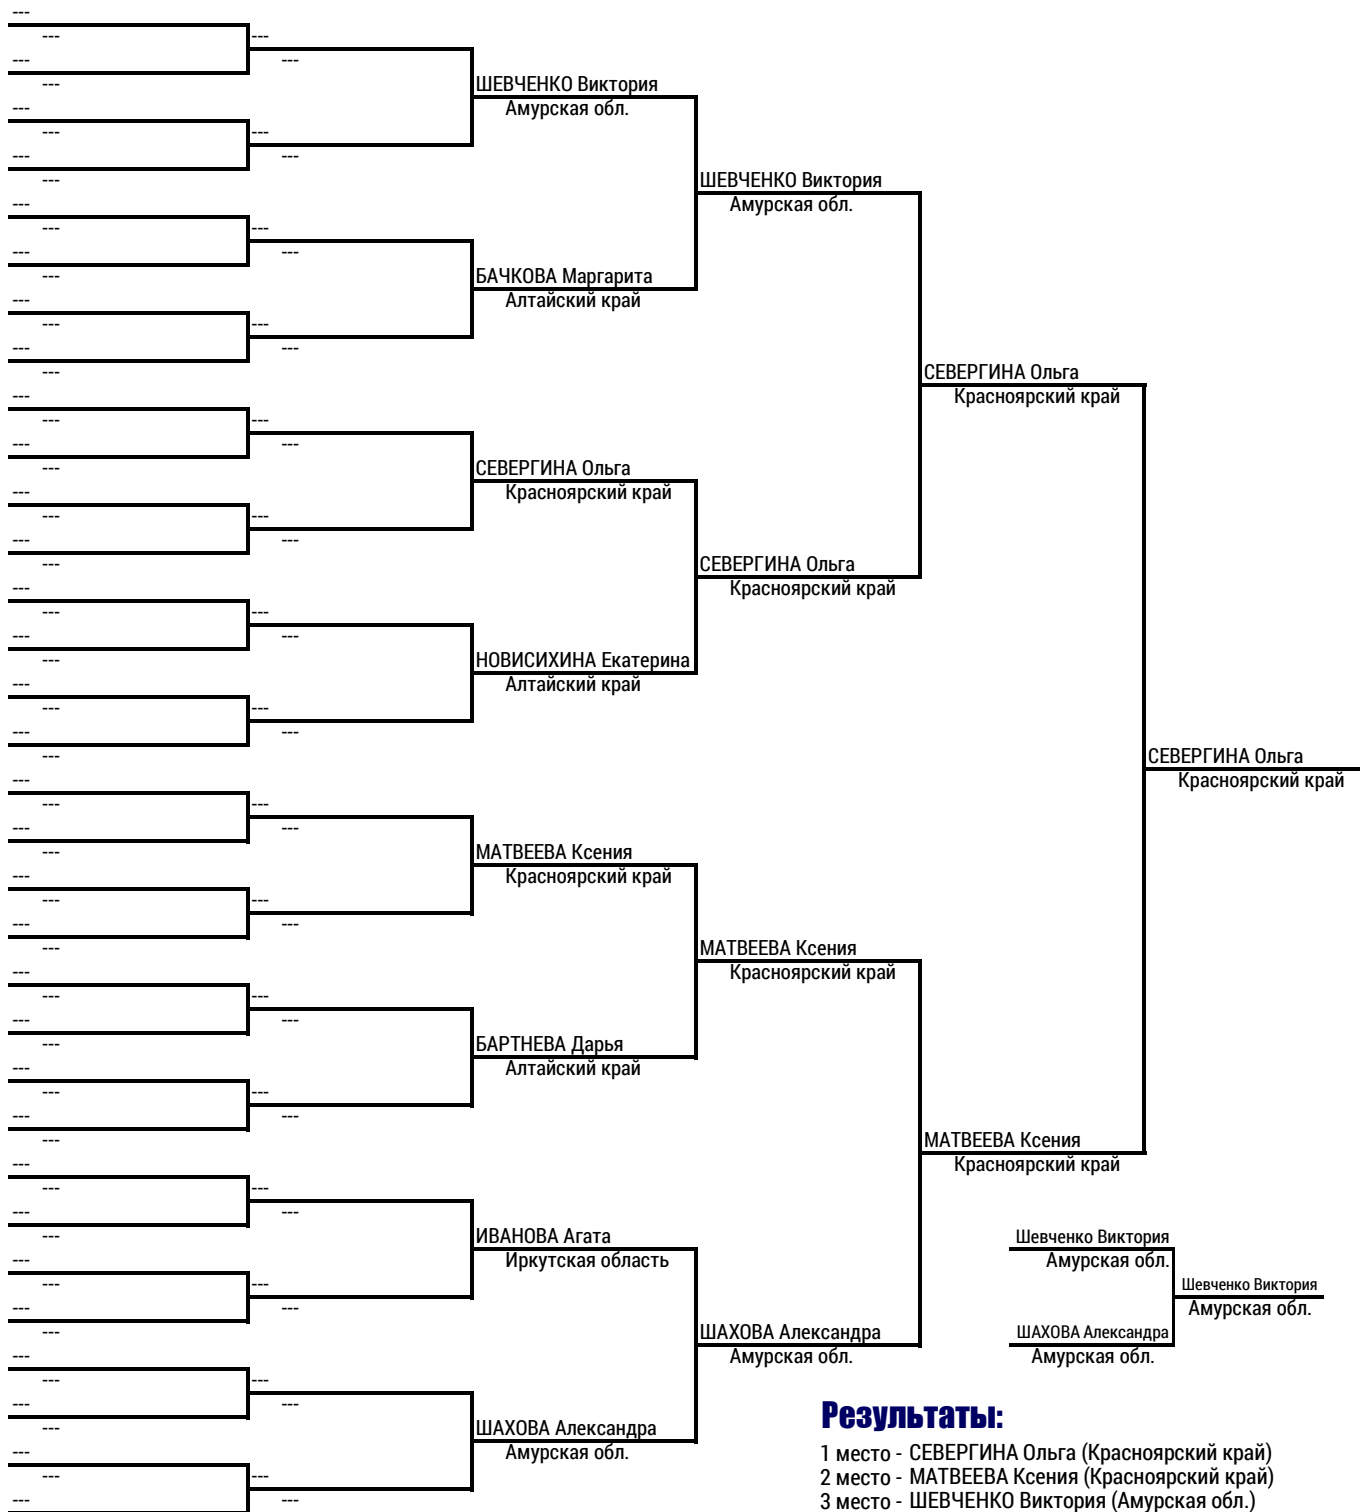 ШЕВЧЕНКО Виктория
Амурская обл.
БАЧКОВА Маргарита
Алтайский край
СЕВЕРГИНА Ольга
Красноярский край
НОВИСИХИНА Екатерина
Алтайский край
МАТВЕЕВА Ксения
Красноярский край
БАРТНЕВА Дарья
Алтайский край
ИВАНОВА Агата
Иркутская область
ШАХОВА Александра
Амурская обл.
ШЕВЧЕНКО Виктория
Амурская обл.
СЕВЕРГИНА Ольга
Красноярский край
МАТВЕЕВА Ксения
Красноярский край
ШАХОВА Александра
Амурская обл.
СЕВЕРГИНА Ольга
Красноярский край
МАТВЕЕВА Ксения
Красноярский край
СЕВЕРГИНА Ольга
Красноярский край
Шевченко Виктория
Амурская обл.
ШАХОВА Александра
Амурская обл.
Шевченко Виктория
Амурская обл.
Результаты:
1 место - СЕВЕРГИНА Ольга (Красноярский край)
2 место - МАТВЕЕВА Ксения (Красноярский край)
3 место - ШЕВЧЕНКО Виктория (Амурская обл.)